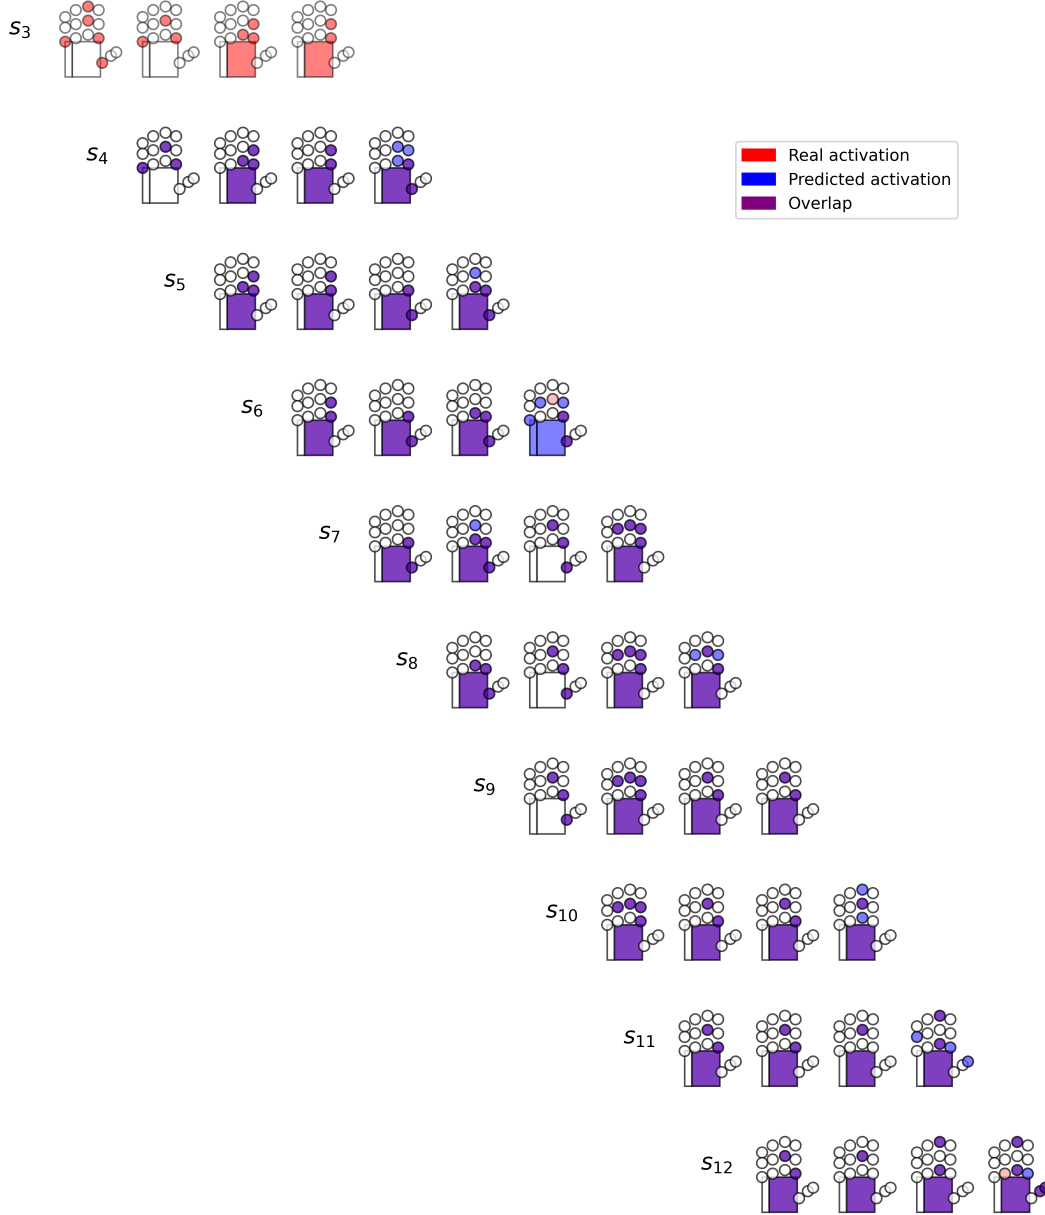 s₃
s₄
Real activation
Predicted activation
Overlap
s₅
s₆
s₇
s₈
s₉
s₁₀
s₁₁
s₁₂